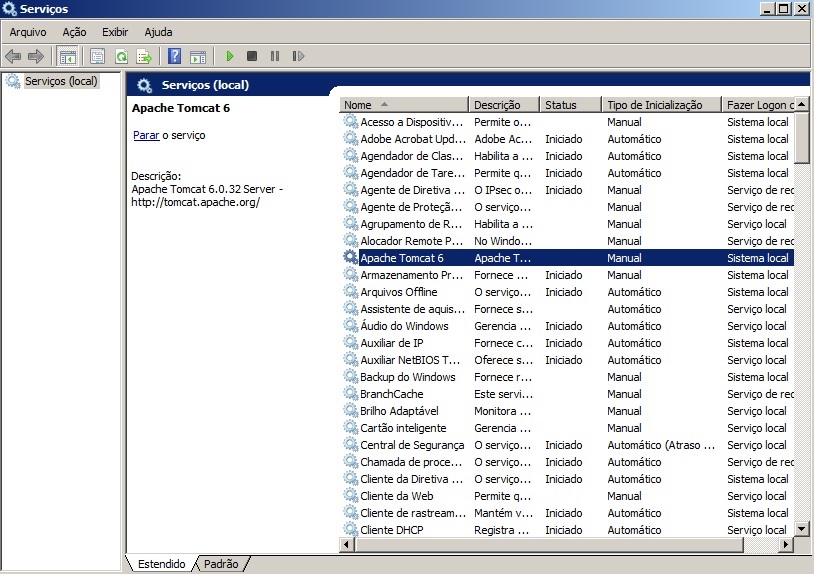 Serviços
Arquivo Ação Exibir Ajuda
Serviços (local)
Serviços (local)
Apache Tomcat 6
Parar o serviço
Descrição:
Apache Tomcat 6.0.32 Server -
http://tomcat.apache.org/
Nome Descrição Status Tipo de Inicialização Fazer Logon c
Acesso a Dispositiv... Permite o... Manual Sistema local
Adobe Acrobat Upd... Adobe Ac... Iniciado Automático Sistema local
Agendador de Clas... Habilita a ... Iniciado Automático Sistema local
Agendador de Tare... Permite q... Iniciado Automático Sistema local
Agente de Diretiva ... O IPsec o... Iniciado Manual Serviço de red
Agente de Proteçã... O serviço... Manual Serviço de red
Agrupamento de R... Habilita a ... Manual Serviço local
Alocador Remote P... No Windo... Manual Serviço de red
Apache Tomcat 6 Apache T... Manual Sistema local
Armazenamento Pr... Fornece ... Iniciado Manual Sistema local
Arquivos Offline O serviço... Iniciado Automático Sistema local
Assistente de aquis... Fornece s... Automático Serviço local
Áudio do Windows Gerencia ... Iniciado Automático Serviço local
Auxiliar de IP Fornece c... Iniciado Automático Sistema local
Auxiliar NetBIOS T... Oferece s... Iniciado Automático Serviço local
Backup do Windows Fornece r... Manual Sistema local
BranchCache Este servi... Manual Serviço de red
Brilho Adaptável Monitora ... Manual Serviço local
Cartão inteligente Gerencia ... Manual Serviço local
Central de Segurança O serviço... Iniciado Automático (Atraso ... Serviço local
Chamada de proce... O serviço... Iniciado Automático Serviço de red
Cliente da Diretiva ... O serviço... Iniciado Automático Sistema local
Cliente da Web Permite q... Manual Serviço local
Cliente de rastream... Mantém v... Iniciado Automático Sistema local
Cliente DHCP Registra ... Iniciado Automático Serviço local
Estendido Padrão